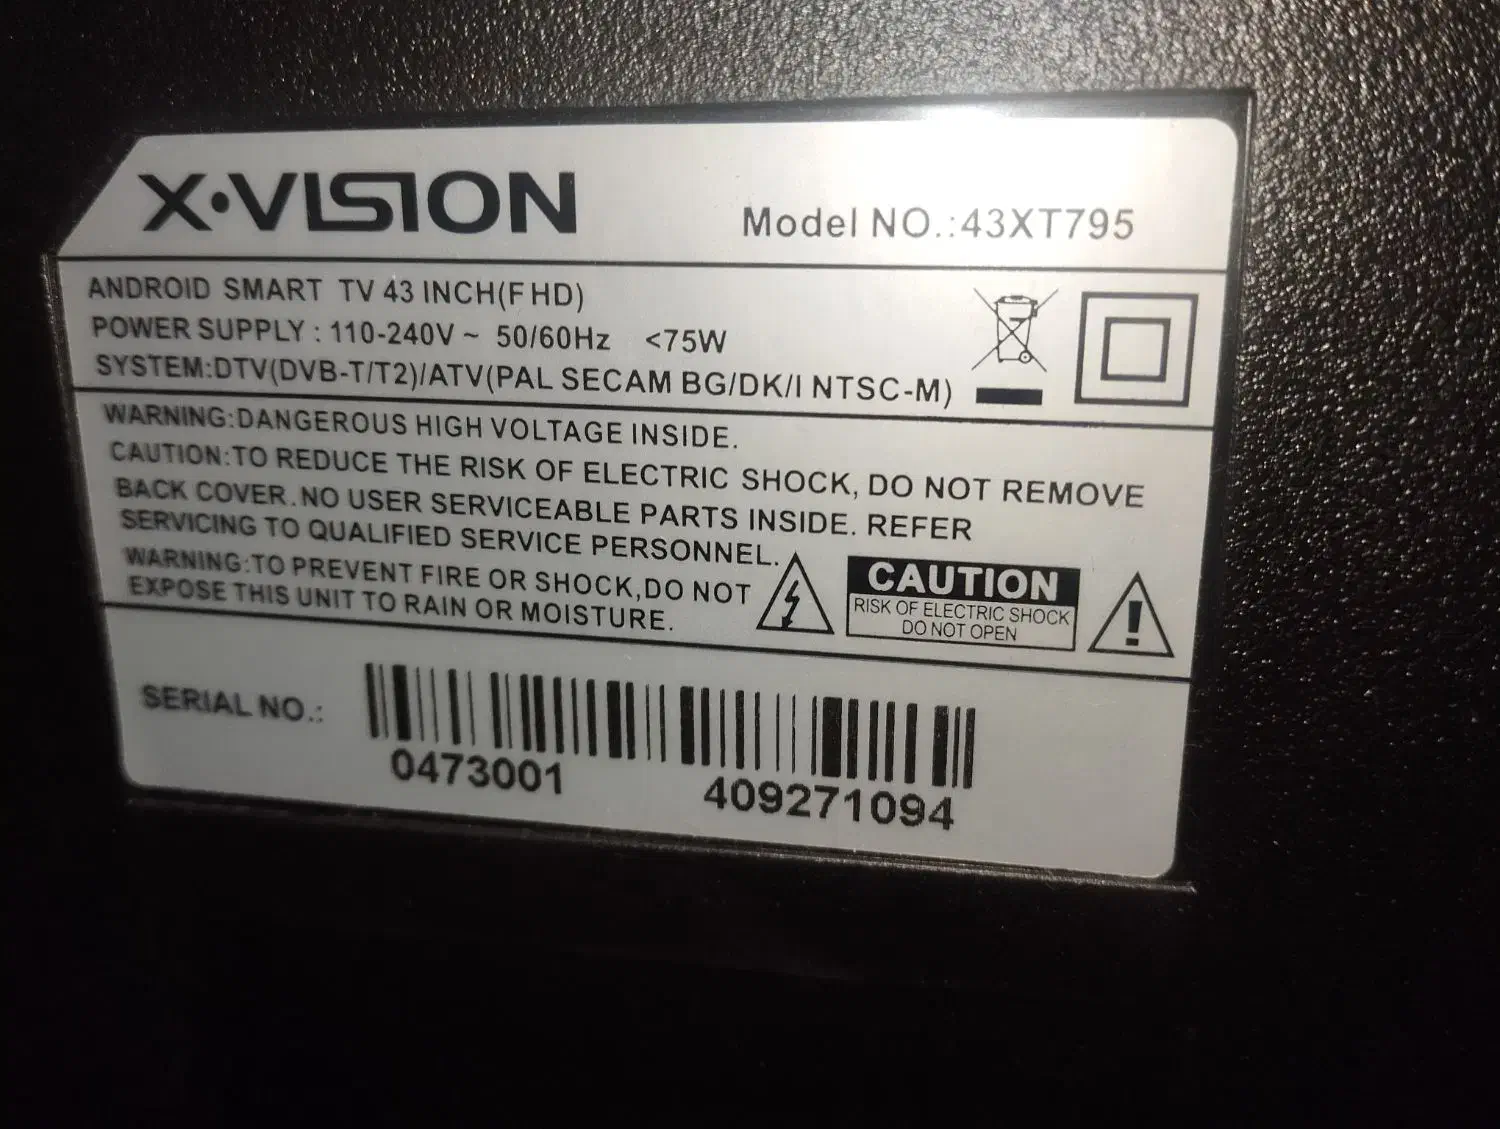 X·VISION
Model NO.:43XT795
ANDROID SMART TV 43 INCH(FHD)
POWER SUPPLY : 110-240V ~ 50/60Hz <75W
SYSTEM:DTV(DVB-T/T2)/ATV(PAL SECAM BG/DK/I NTSC-M)
WARNING:DANGEROUS HIGH VOLTAGE INSIDE.
CAUTION:TO REDUCE THE RISK OF ELECTRIC SHOCK, DO NOT REMOVE
BACK COVER.NO USER SERVICEABLE PARTS INSIDE. REFER
SERVICING TO QUALIFIED SERVICE PERSONNEL.
WARNING:TO PREVENT FIRE OR SHOCK,DO NOT
EXPOSE THIS UNIT TO RAIN OR MOISTURE.
CAUTION
RISK OF ELECTRIC SHOCK
DO NOT OPEN
SERIAL NO.:
0473001 409271094